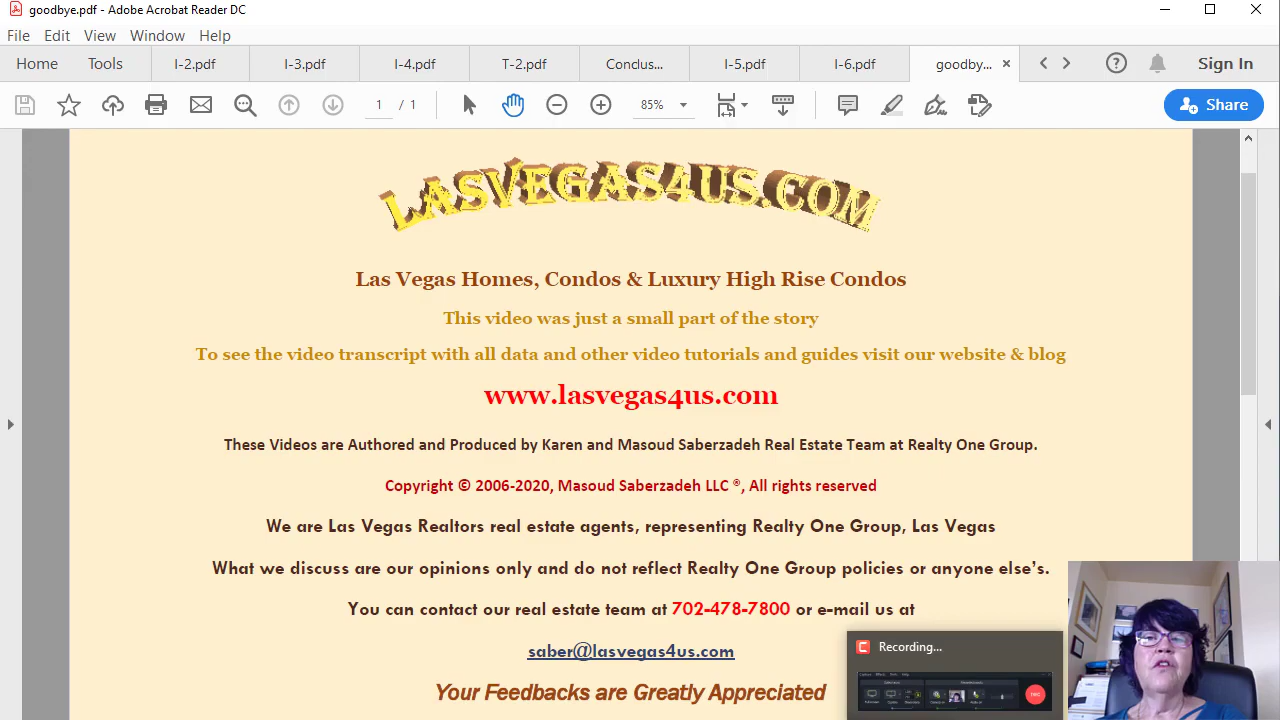 goodbye.pdf - Adobe Acrobat Reader DC
File Edit View Window Help
Home Tools I-2.pdf I-3.pdf I-4.pdf T-2.pdf Conclus... I-5.pdf I-6.pdf goodby... × Sign In
1 / 1 85% Share
LASVEGAS4US.COM
Las Vegas Homes, Condos & Luxury High Rise Condos
This video was just a small part of the story
To see the video transcript with all data and other video tutorials and guides visit our website & blog
www.lasvegas4us.com
These Videos are Authored and Produced by Karen and Masoud Saberzadeh Real Estate Team at Realty One Group.
Copyright © 2006-2020, Masoud Saberzadeh LLC ®, All rights reserved
We are Las Vegas Realtors real estate agents, representing Realty One Group, Las Vegas
What we discuss are our opinions only and do not reflect Realty One Group policies or anyone else's.
You can contact our real estate team at 702-478-7800 or e-mail us at
saber@lasvegas4us.com
Recording...
Your Feedbacks are Greatly Appreciated